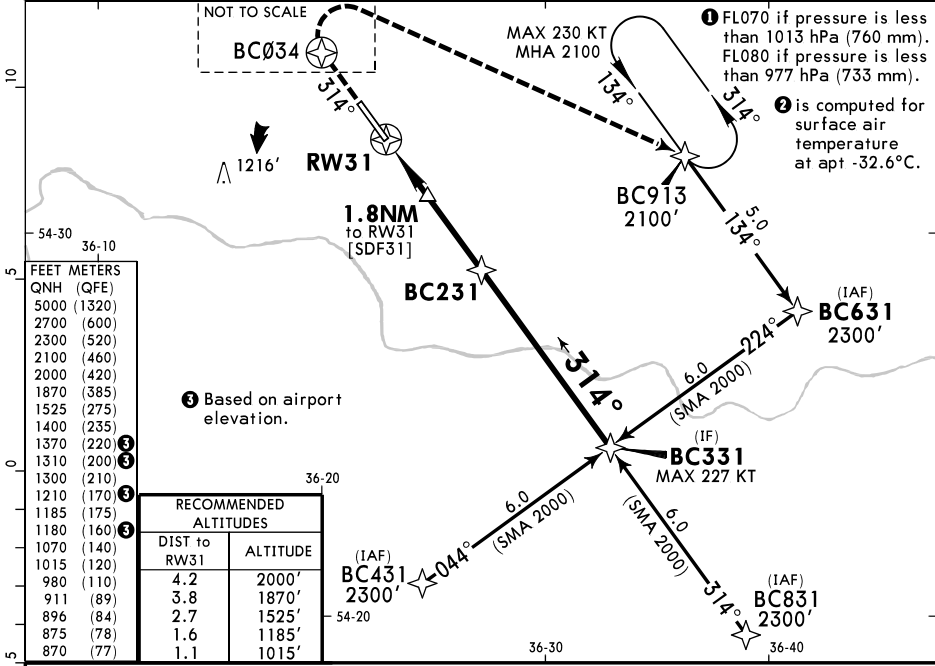 NOT TO SCALE
BCØ34
314°
MAX 230 KT
MHA 2100
134°
314°
❶ FL070 if pressure is less
than 1013 hPa (760 mm).
FL080 if pressure is less
than 977 hPa (733 mm).
❷ is computed for
surface air
temperature
at apt -32.6°C.
10
1216'
RW31
BC913
2100'
1.8NM
to RW31
[SDF31]
5.0
134°
54-30
36-10
5
BC231
(IAF)
BC631
2300'
224°
6.0
(SMA 2000)
314°
FEET METERS
QNH (QFE)
5000 (1320)
2700 (600)
2300 (520)
2100 (460)
2000 (420)
1870 (385)
1525 (275)
1400 (235)
1370 (220) ❸
1310 (200) ❸
1300 (210)
1210 (170) ❸
1185 (175)
1180 (160) ❸
1070 (140)
1015 (120)
980 (110)
911 (89)
896 (84)
875 (78)
870 (77)
❸ Based on airport
elevation.
(IF)
BC331
MAX 227 KT
0
36-20
RECOMMENDED
ALTITUDES
DIST to
RW31
ALTITUDE
4.2 2000'
3.8 1870'
2.7 1525'
1.6 1185'
1.1 1015'
6.0
(SMA 2000)
044°
(IAF)
BC431
2300'
6.0
(SMA 2000)
314°
(IAF)
BC831
2300'
54-20
36-30
36-40
5